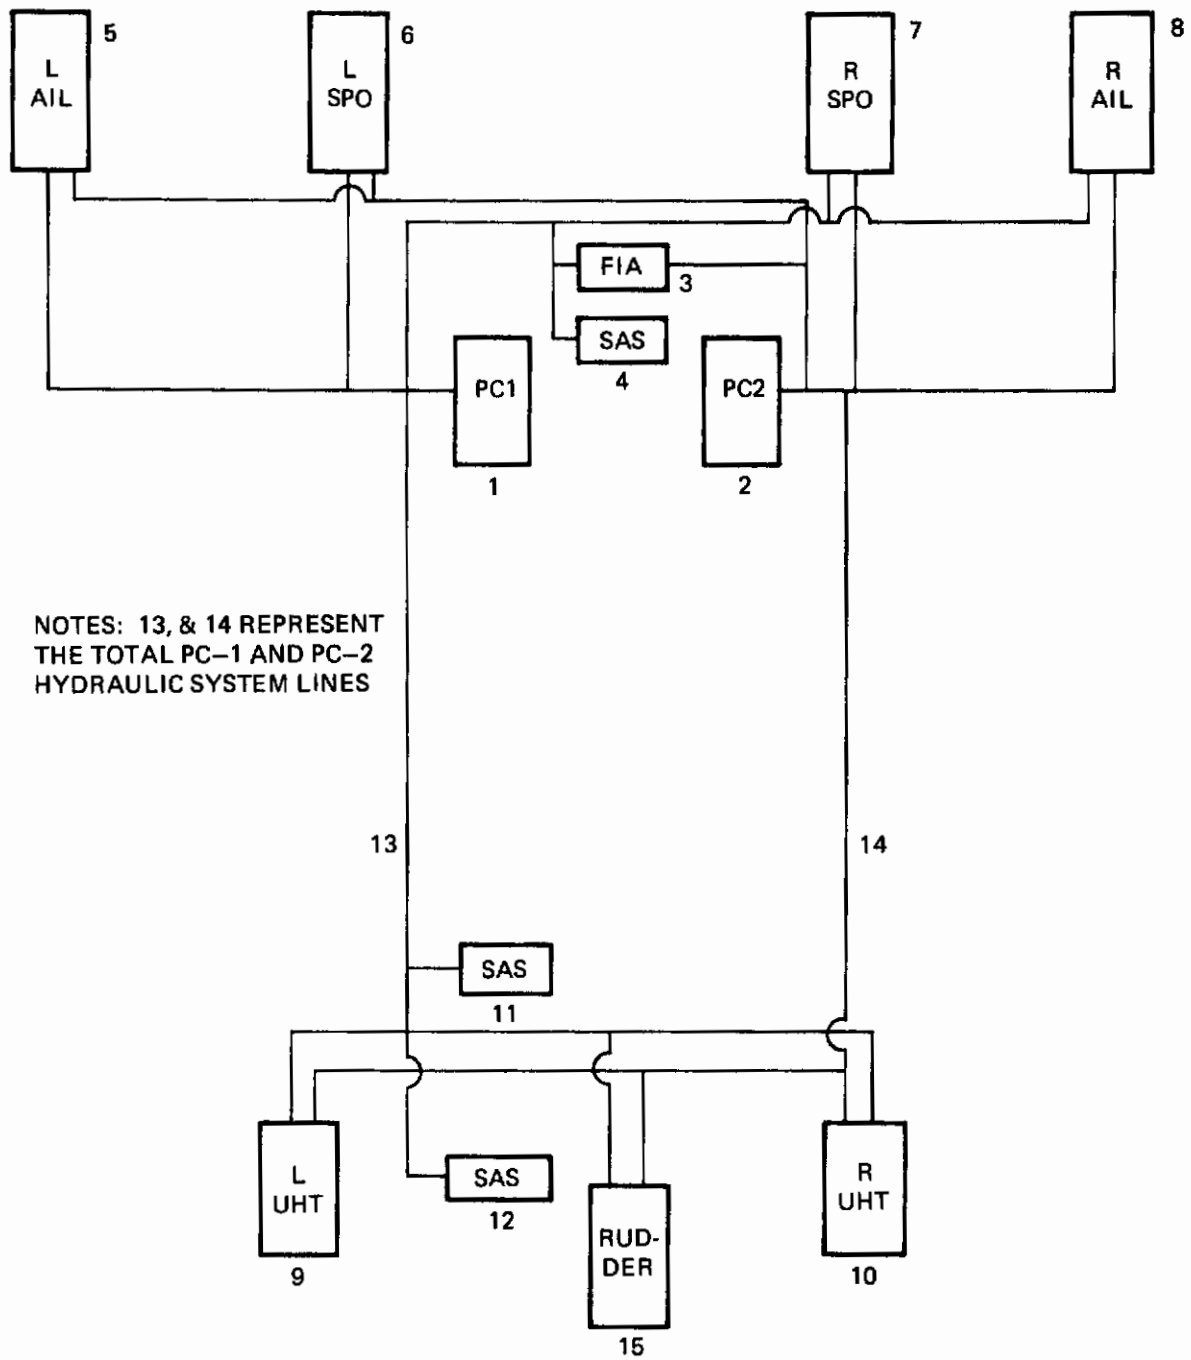 5
6
7
8
L
AIL
L
SPO
R
SPO
R
AIL
FIA
3
SAS
4
PC1
1
PC2
2
NOTES: 13, & 14 REPRESENT
THE TOTAL PC-1 AND PC-2
HYDRAULIC SYSTEM LINES
13
14
SAS
11
L
UHT
9
SAS
12
RUD-
DER
15
R
UHT
10